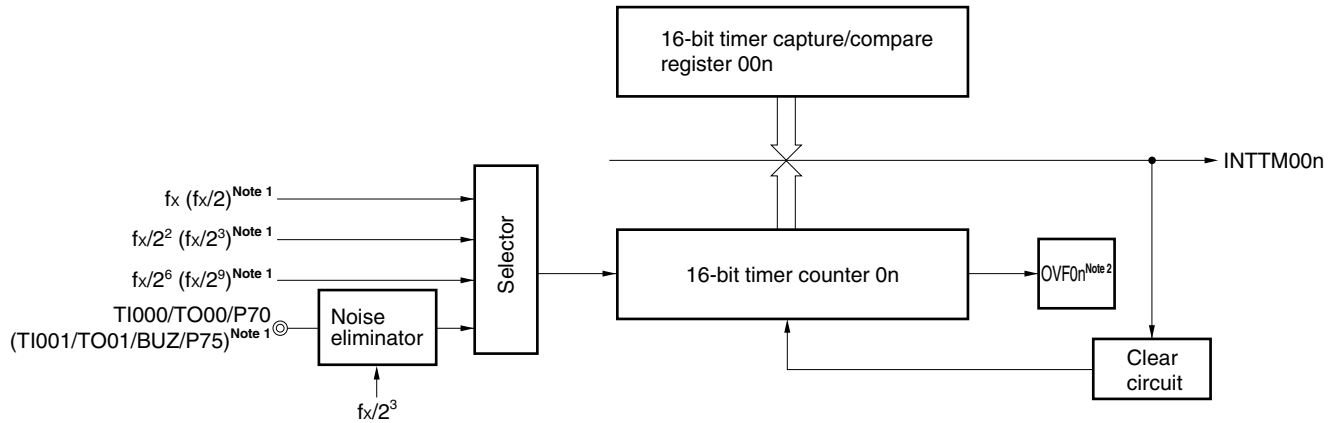 16-bit timer capture/compare
register 00n
INTTM00n
fx (fx/2)Note 1
fx/2² (fx/2³)Note 1
fx/2⁶ (fx/2⁹)Note 1
TI000/TO00/P70
(TI001/TO01/BUZ/P75)Note 1
Noise
eliminator
fx/2³
Selector
16-bit timer counter 0n
OVF0nNote 2
Clear
circuit